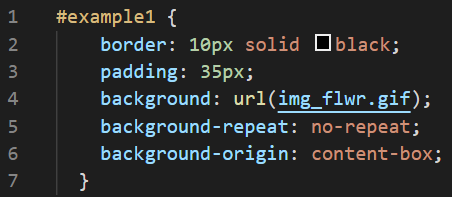 1 #example1 {
2 border: 10px solid black;
3 padding: 35px;
4 background: url(img_flwr.gif);
5 background-repeat: no-repeat;
6 background-origin: content-box;
7 }